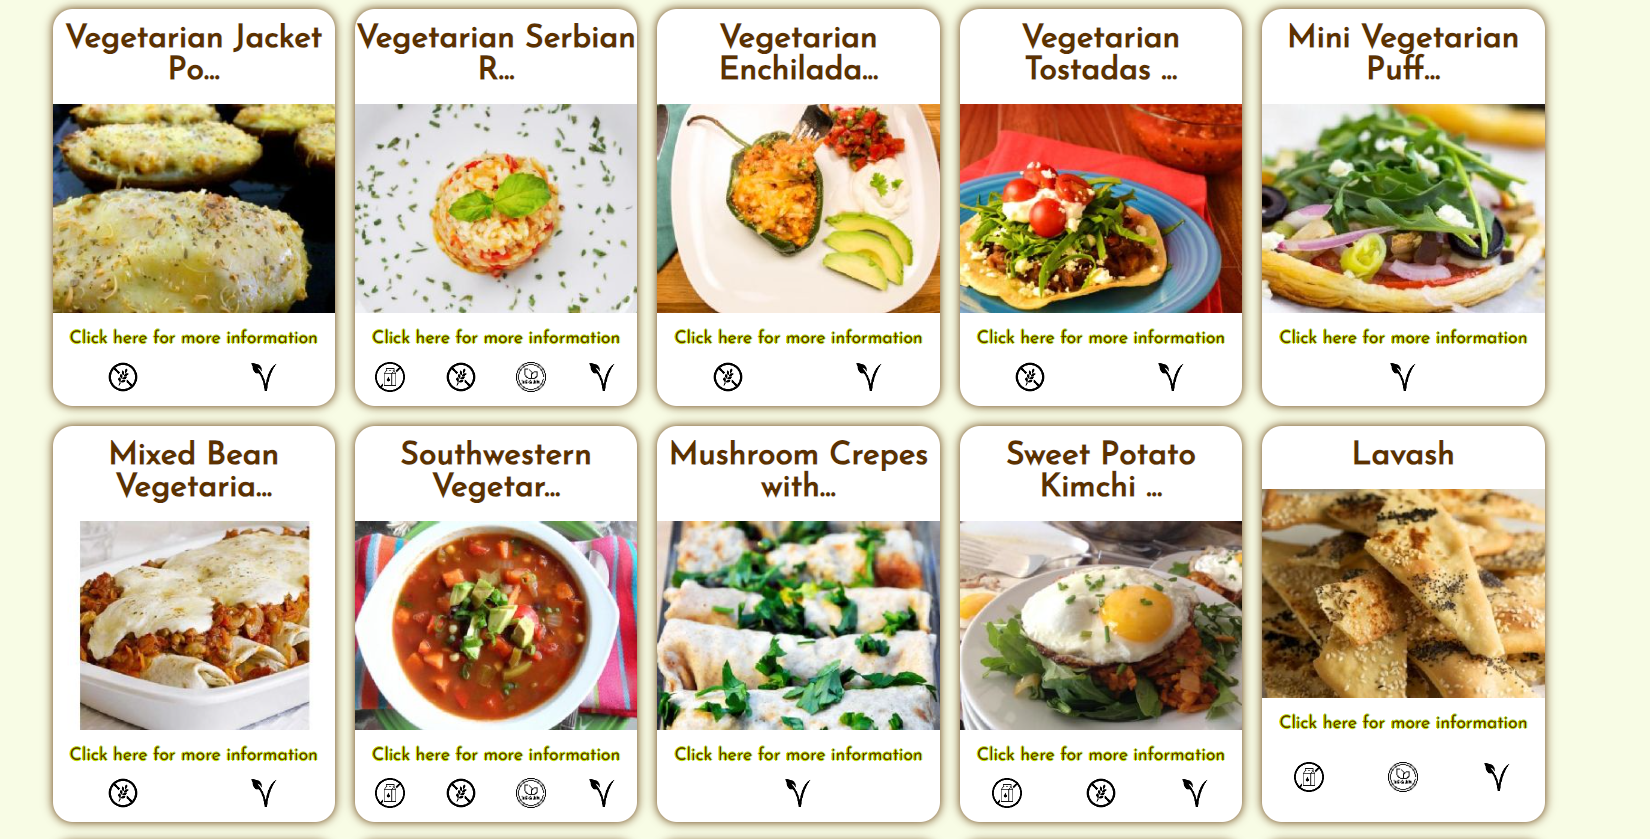 Vegetarian Jacket
Po...
Click here for more information
Vegetarian Serbian
R...
Click here for more information
VEGAN
Vegetarian
Enchilada...
Click here for more information
Vegetarian
Tostadas ...
Click here for more information
Mini Vegetarian
Puff...
Click here for more information
Mixed Bean
Vegetaria...
Click here for more information
Southwestern
Vegetar...
Click here for more information
VEGAN
Mushroom Crepes
with...
Click here for more information
Sweet Potato
Kimchi ...
Click here for more information
Lavash
Click here for more information
VEGAN